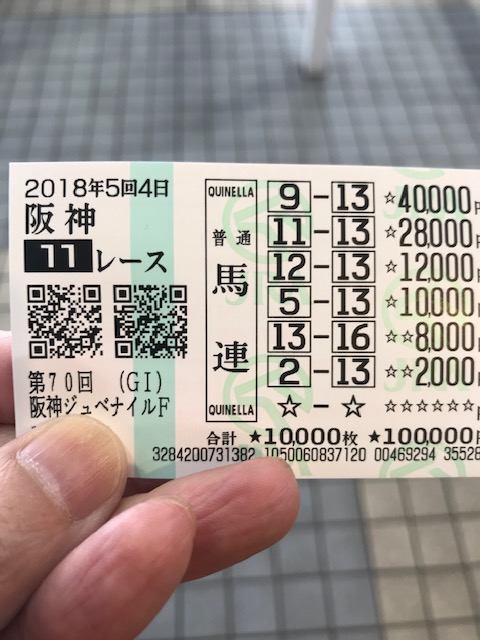 2018年5回4日
阪神
11レース
第70回 (GI)
阪神ジュベナイルF
QUINELLA
普通
馬連
QUINELLA
9-13 ☆40,000円
11-13 ☆28,000円
12-13 ☆12,000円
5-13 ☆10,000円
13-16 ☆☆8,000円
2-13 ☆☆2,000円
☆-☆ ☆☆☆☆☆☆円
合計 ★10,000枚 ★100,000円
3284200731382 1050060837120 00469294 35528